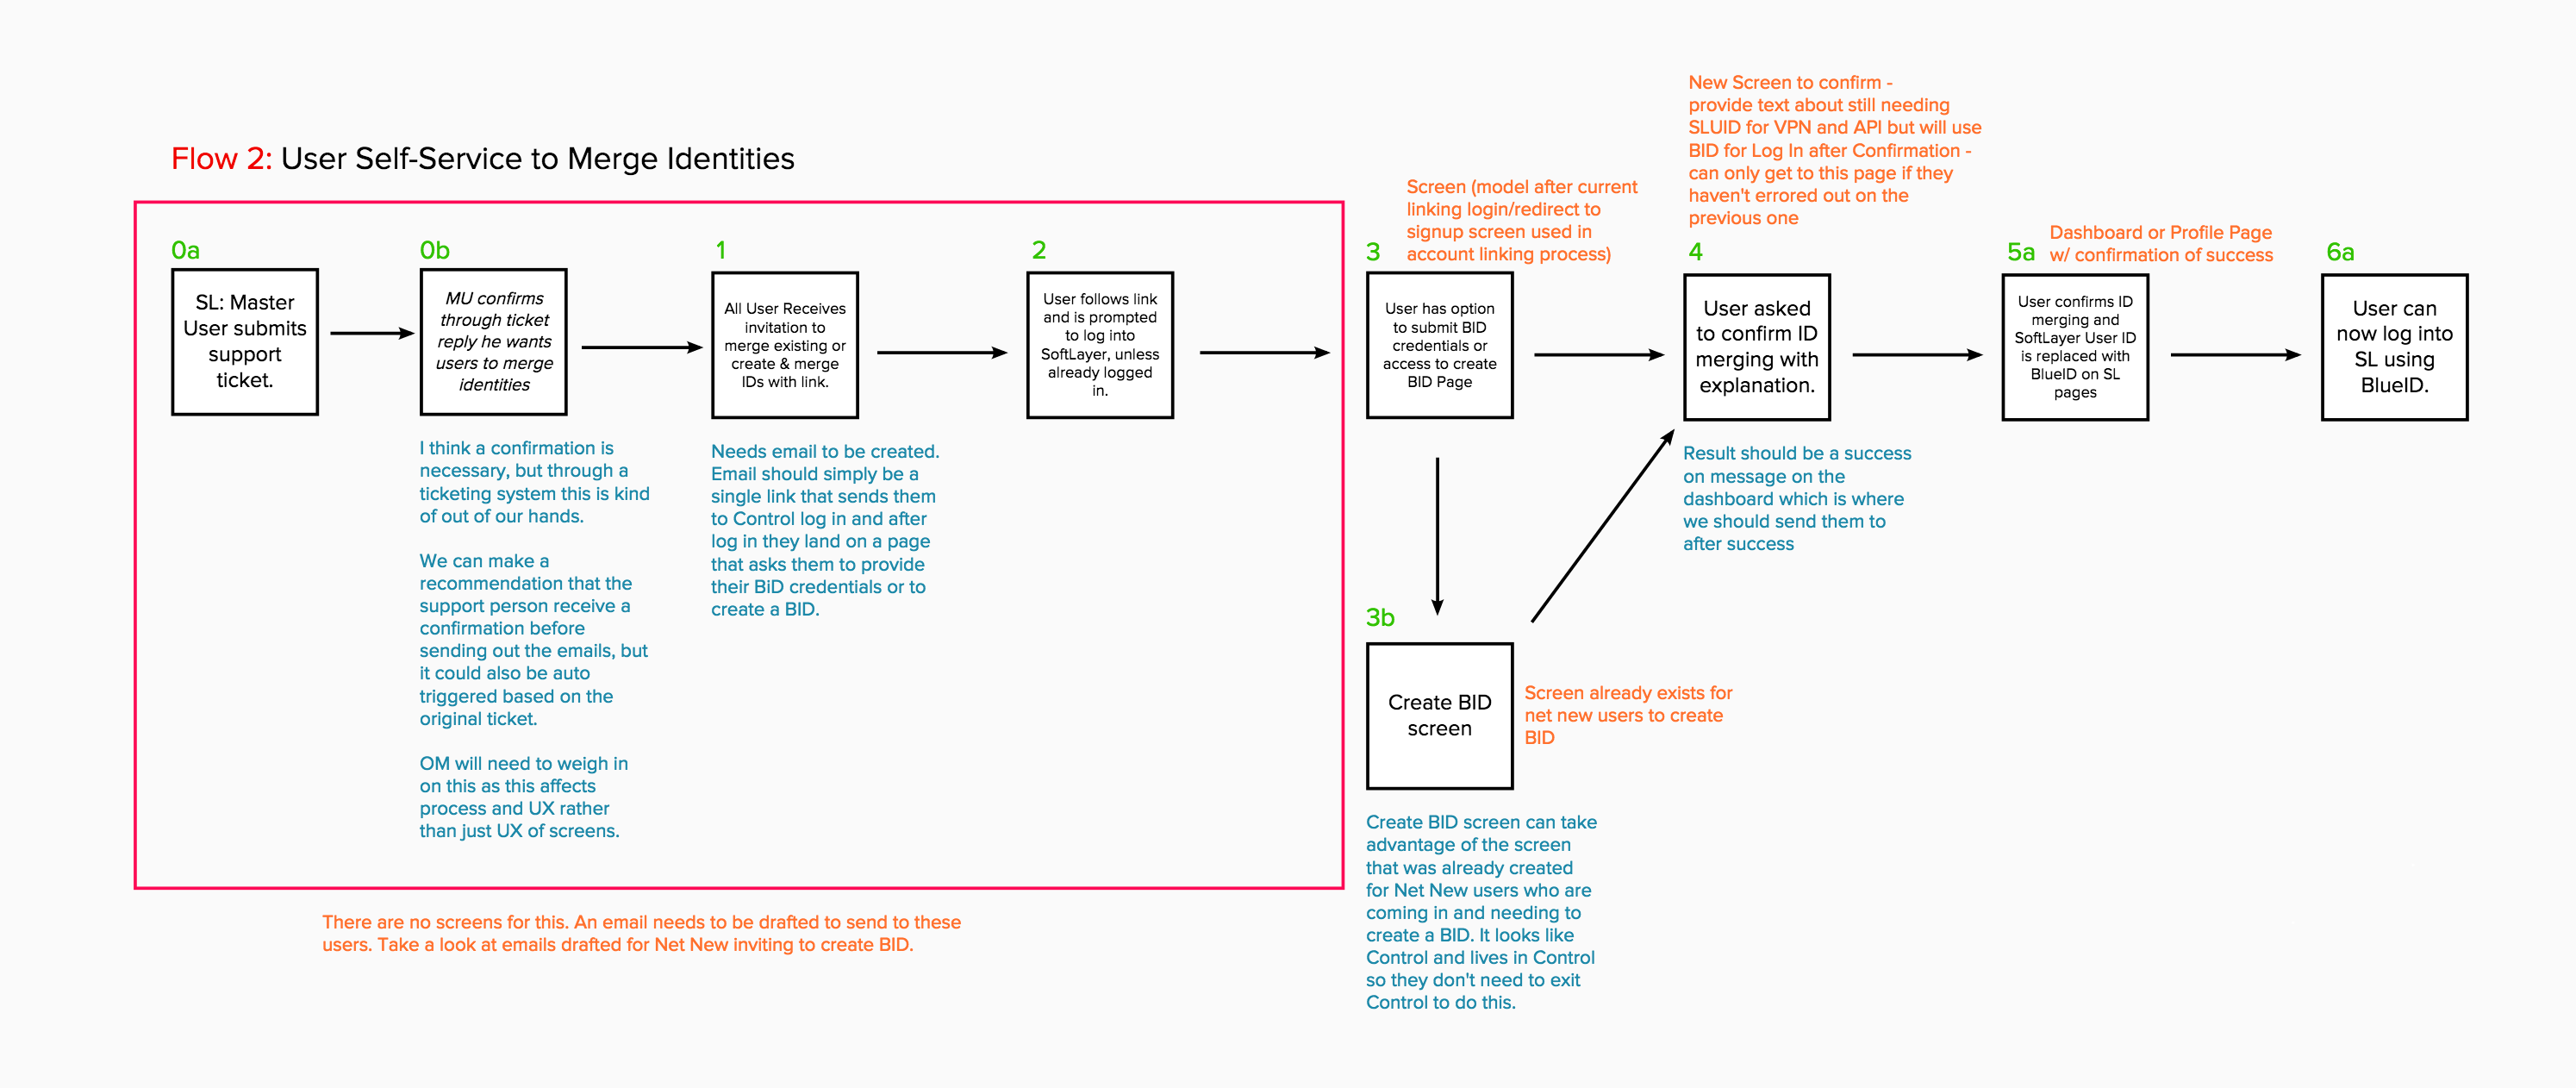 Flow 2: User Self-Service to Merge Identities
0a
SL: Master
User submits
support
ticket.
0b
MU confirms
through ticket
reply he wants
users to merge
identities
I think a confirmation is
necessary, but through a
ticketing system this is kind
of out of our hands.
We can make a
recommendation that the
support person receive a
confirmation before
sending out the emails, but
it could also be auto
triggered based on the
original ticket.
OM will need to weigh in
on this as this affects
process and UX rather
than just UX of screens.
1
All User Receives
invitation to
merge existing or
create & merge
IDs with link.
Needs email to be created.
Email should simply be a
single link that sends them
to Control log in and after
log in they land on a page
that asks them to provide
their BiD credentials or to
create a BID.
2
User follows link
and is prompted
to log into
SoftLayer, unless
already logged
in.
There are no screens for this. An email needs to be drafted to send to these
users. Take a look at emails drafted for Net New inviting to create BID.
3
Screen (model after current
linking login/redirect to
signup screen used in
account linking process)
User has option
to submit BID
credentials or
access to create
BID Page
3b
Create BID
screen
Screen already exists for
net new users to create
BID
Create BID screen can take
advantage of the screen
that was already created
for Net New users who are
coming in and needing to
create a BID. It looks like
Control and lives in Control
so they don't need to exit
Control to do this.
New Screen to confirm -
provide text about still needing
SLUID for VPN and API but will use
BID for Log In after Confirmation -
can only get to this page if they
haven't errored out on the
previous one
4
User asked
to confirm ID
merging with
explanation.
Result should be a success
on message on the
dashboard which is where
we should send them to
after success
5a
Dashboard or Profile Page
w/ confirmation of success
User confirms ID
merging and
SoftLayer User ID
is replaced with
BlueID on SL
pages
6a
User can
now log into
SL using
BlueID.